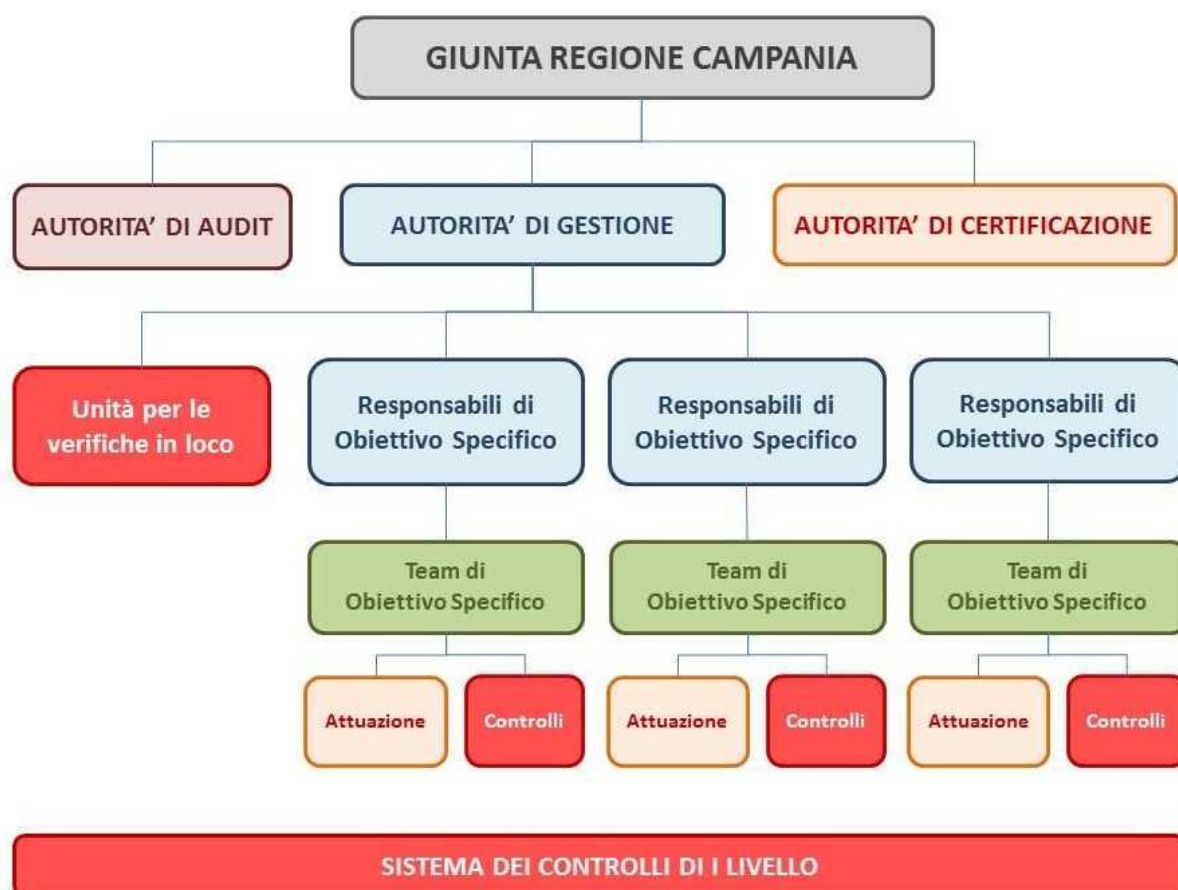 GIUNTA REGIONE CAMPANIA
AUTORITA’ DI AUDIT
AUTORITA’ DI GESTIONE
AUTORITA’ DI CERTIFICAZIONE
Unità per le
verifiche in loco
Responsabili di
Obiettivo Specifico
Responsabili di
Obiettivo Specifico
Responsabili di
Obiettivo Specifico
Team di
Obiettivo Specifico
Team di
Obiettivo Specifico
Team di
Obiettivo Specifico
Attuazione
Controlli
Attuazione
Controlli
Attuazione
Controlli
SISTEMA DEI CONTROLLI DI I LIVELLO